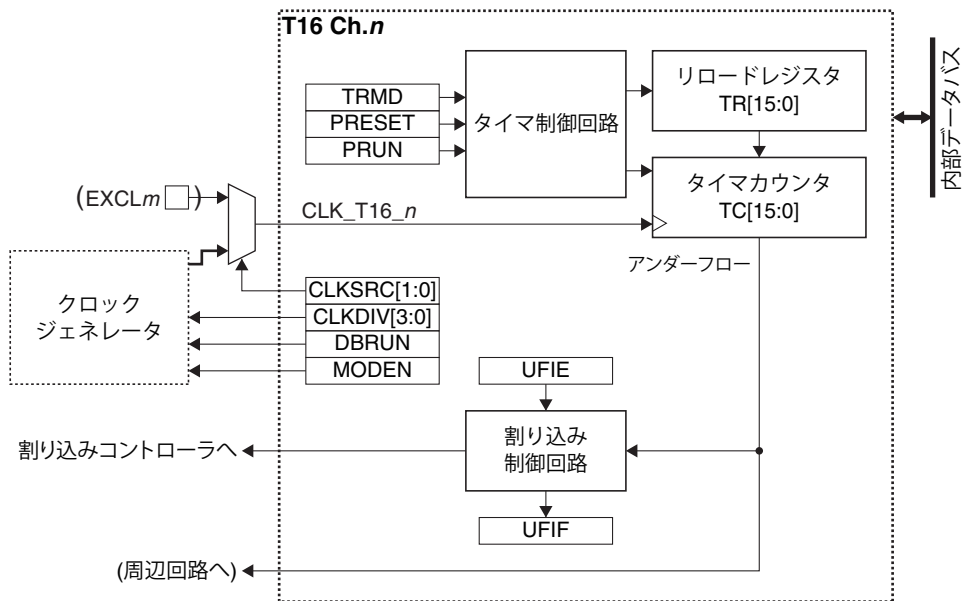 T16 Ch.n
TRMD
PRESET
PRUN
タイマ制御回路
リロードレジスタ
TR[15:0]
タイマカウンタ
TC[15:0]
内部データバス
(EXCLm )
CLK_T16_n
アンダーフロー
クロック
ジェネレータ
CLKSRC[1:0]
CLKDIV[3:0]
DBRUN
MODEN
UFIE
割り込み
制御回路
UFIF
割り込みコントローラへ
(周辺回路へ)